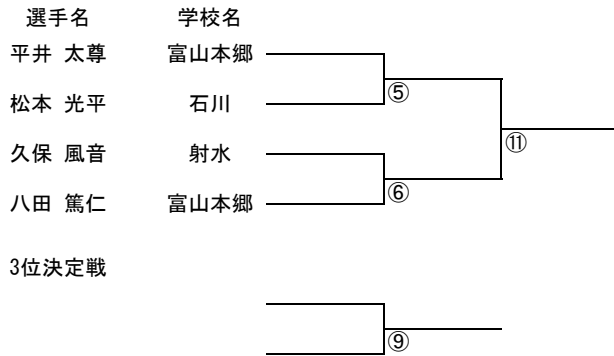 選手名 学校名
平井 太尊 富山本郷
⑤
松本 光平 石川
⑪
久保 風音 射水
⑥
八田 篤仁 富山本郷
3位決定戦
⑨